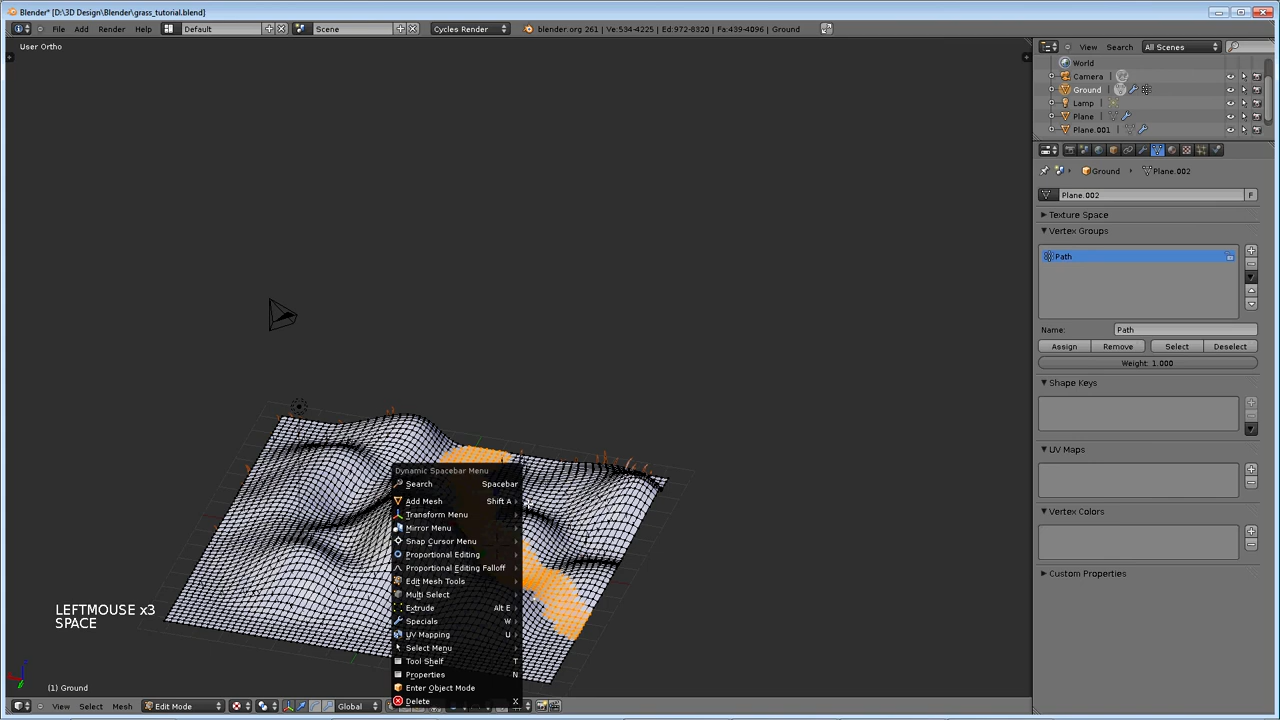 Blender* [D:\3D Design\Blender\grass_tutorial.blend]
File Add Render Help Default Scene Cycles Render blender.org 261 | Ve:534-4225 | Ed:972-8320 | Fa:439-4096 | Ground
User Ortho
View Search All Scenes
World
Camera
Ground
Lamp
Plane
Plane.001
Ground Plane.002
Plane.002 F
Texture Space
Vertex Groups
Path
Name: Path
Assign Remove Select Deselect
Weight: 1.000
Shape Keys
UV Maps
Vertex Colors
Custom Properties
Dynamic Spacebar Menu
Search Spacebar
Add Mesh Shift A
Transform Menu
Mirror Menu
Snap Cursor Menu
Proportional Editing
Proportional Editing Falloff
Edit Mesh Tools
Multi Select
Extrude Alt E
Specials W
UV Mapping U
Select Menu
Tool Shelf T
Properties N
Enter Object Mode
Delete X
LEFTMOUSE x3
SPACE
(1) Ground
View Select Mesh Edit Mode Global